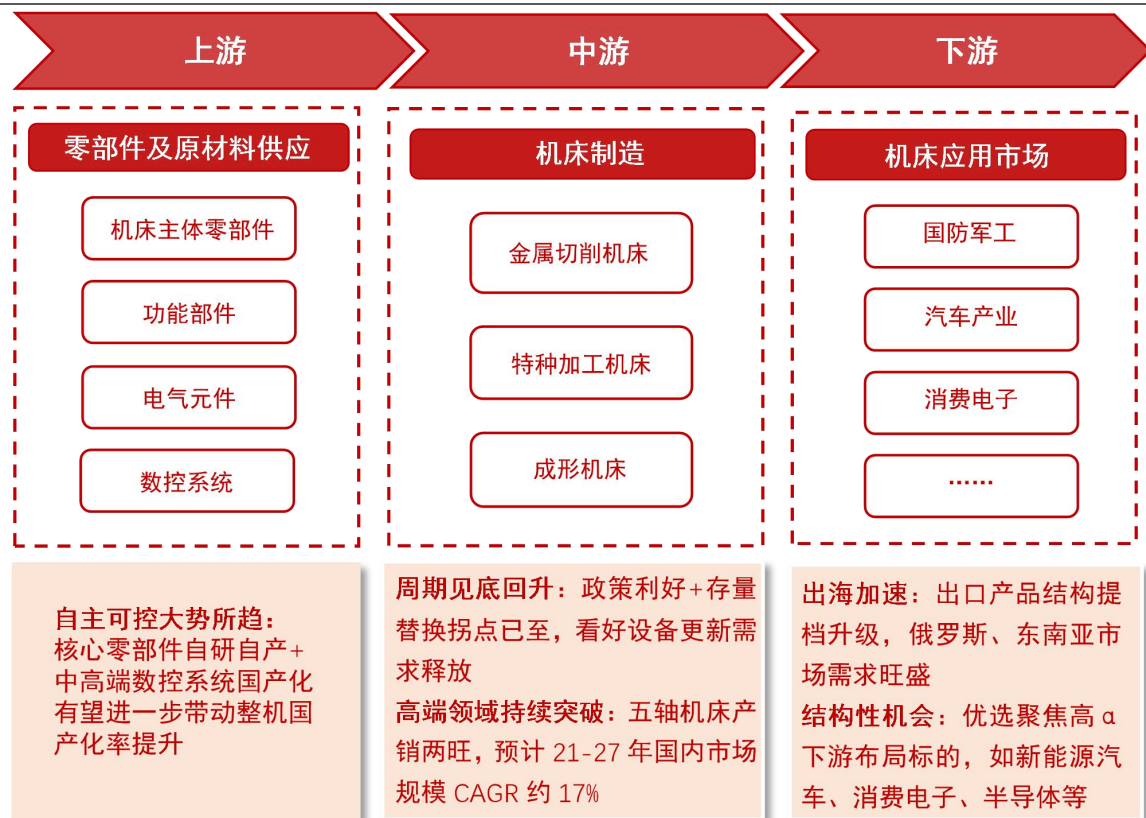 上游
中游
下游
零部件及原材料供应
机床主体零部件
功能部件
电气元件
数控系统
机床制造
金属切削机床
特种加工机床
成形机床
机床应用市场
国防军工
汽车产业
消费电子
......
自主可控大势所趋：
核心零部件自研自产+
中高端数控系统国产化
有望进一步带动整机国
产化率提升
周期见底回升：政策利好+存量
替换拐点已至，看好设备更新需
求释放
高端领域持续突破：五轴机床产
销两旺，预计 21-27 年国内市场
规模 CAGR 约 17%
出海加速：出口产品结构提
档升级，俄罗斯、东南亚市
场需求旺盛
结构性机会：优选聚焦高 α
下游布局标的，如新能源汽
车、消费电子、半导体等